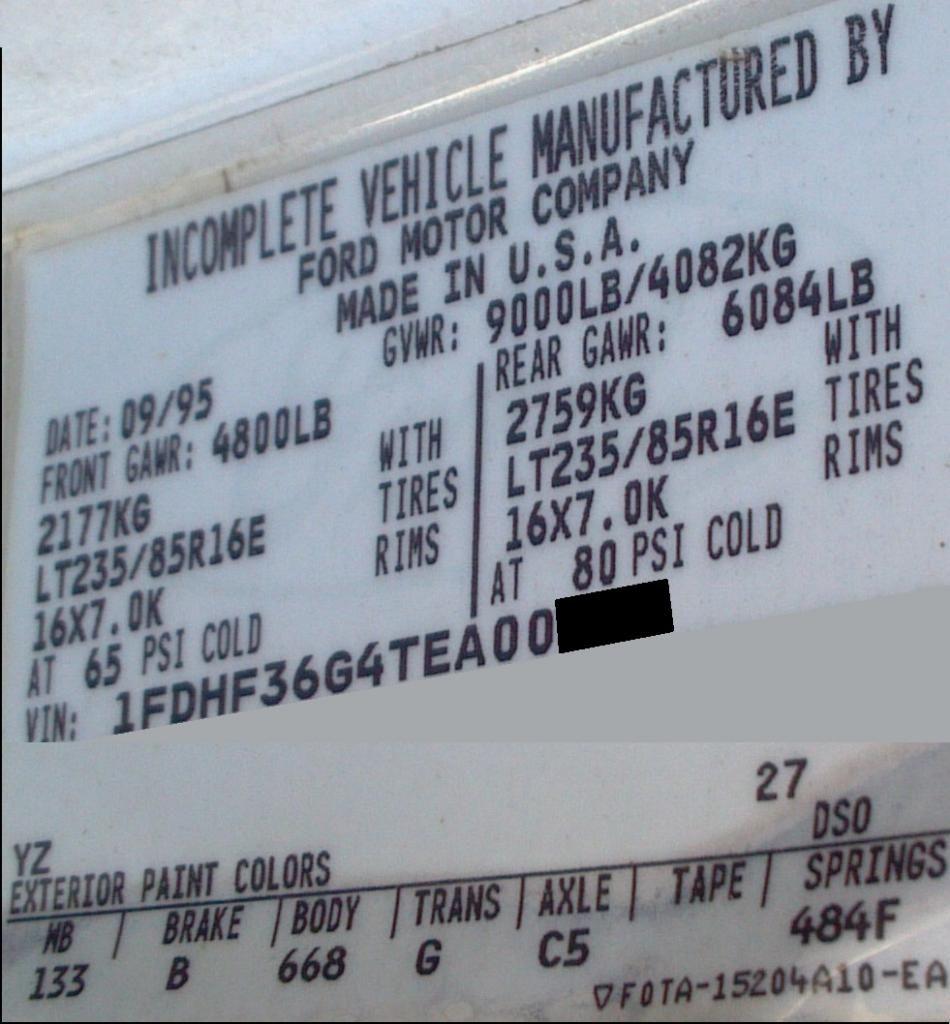 INCOMPLETE VEHICLE MANUFACTURED BY
FORD MOTOR COMPANY
MADE IN U.S.A.
GVWR: 9000LB/4082KG
DATE: 09/95
FRONT GAWR: 4800LB
2177KG WITH
LT235/85R16E TIRES
16X7.0K RIMS
AT 65 PSI COLD
REAR GAWR: 6084LB
2759KG WITH
LT235/85R16E TIRES
16X7.0K RIMS
AT 80 PSI COLD
VIN: 1FDHF36G4TEA00
27
YZ DSO
EXTERIOR PAINT COLORS
WB | BRAKE | BODY | TRANS | AXLE | TAPE | SPRINGS
133 B 668 G C5 484F
▽F0TA-15204A10-EA